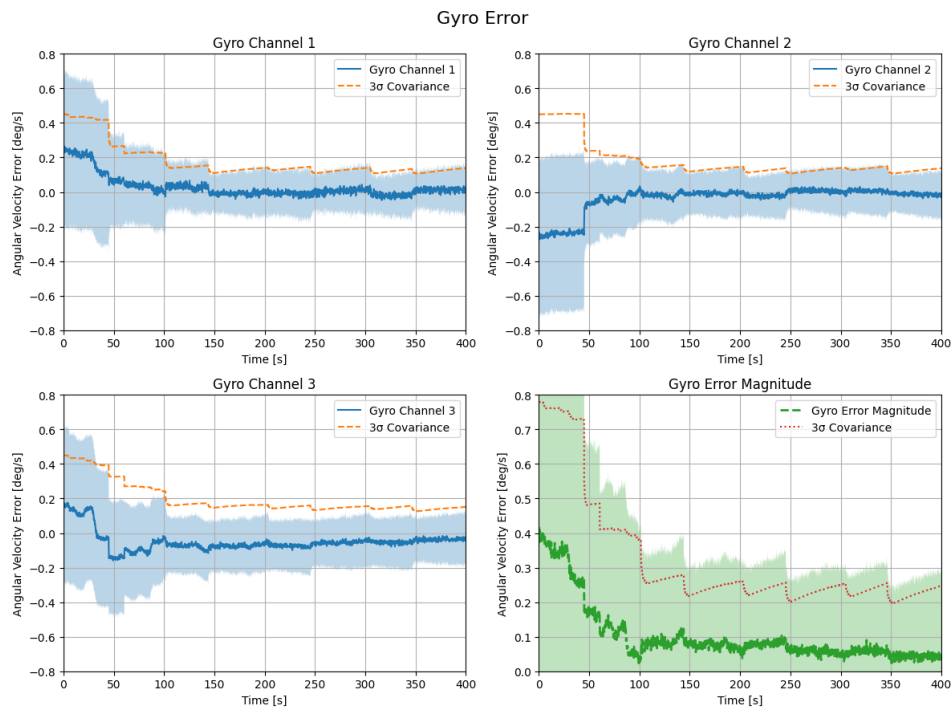 Gyro Error
Gyro Channel 1
0.8
0.6
0.4
0.2
0.0
−0.2
−0.4
−0.6
−0.8
Angular Velocity Error [deg/s]
Gyro Channel 1
3σ Covariance
0 50 100 150 200 250 300 350 400
Time [s]
Gyro Channel 2
0.8
0.6
0.4
0.2
0.0
−0.2
−0.4
−0.6
−0.8
Angular Velocity Error [deg/s]
Gyro Channel 2
3σ Covariance
0 50 100 150 200 250 300 350 400
Time [s]
Gyro Channel 3
0.8
0.6
0.4
0.2
0.0
−0.2
−0.4
−0.6
−0.8
Angular Velocity Error [deg/s]
Gyro Channel 3
3σ Covariance
0 50 100 150 200 250 300 350 400
Time [s]
Gyro Error Magnitude
0.8
0.7
0.6
0.5
0.4
0.3
0.2
0.1
0.0
Angular Velocity Error [deg/s]
Gyro Error Magnitude
3σ Covariance
0 50 100 150 200 250 300 350 400
Time [s]